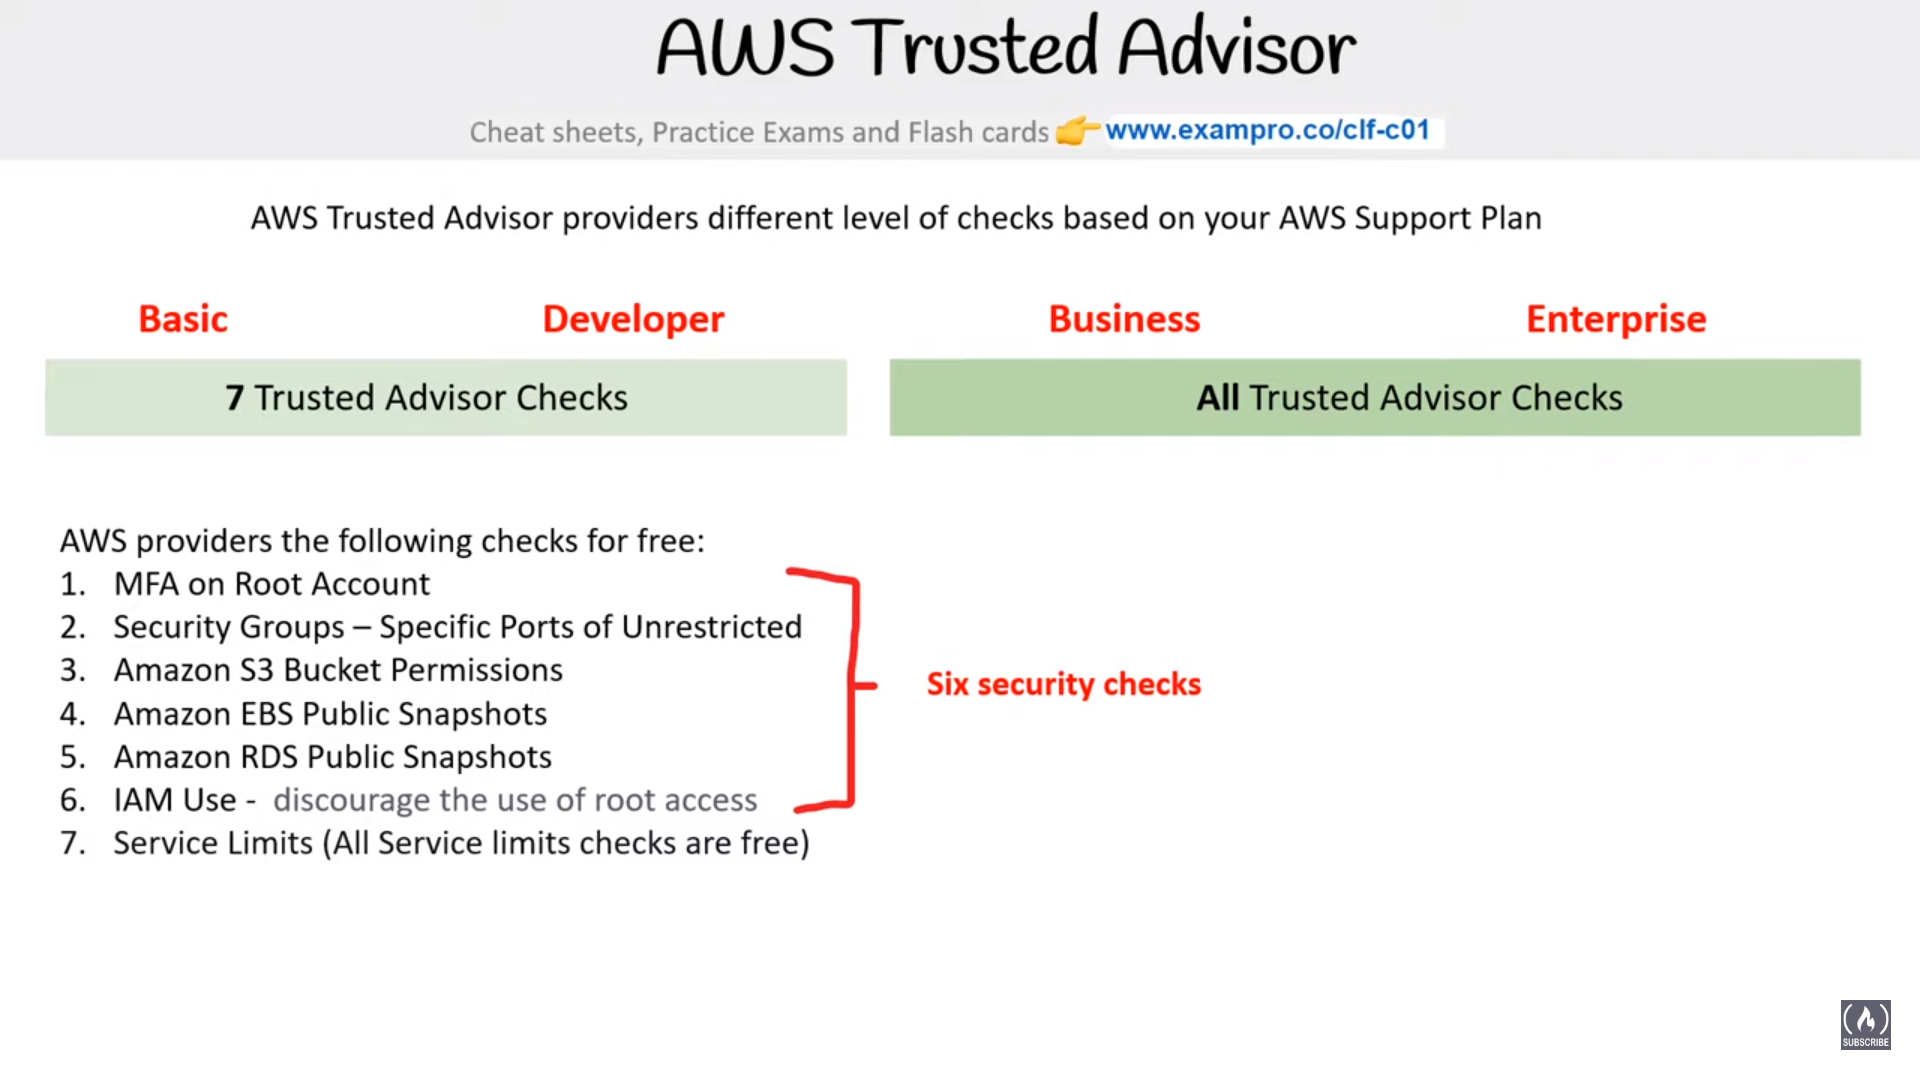 AWS Trusted Advisor
Cheat sheets, Practice Exams and Flash cards 👉 www.exampro.co/clf-c01
AWS Trusted Advisor providers different level of checks based on your AWS Support Plan
Basic Developer Business Enterprise
7 Trusted Advisor Checks All Trusted Advisor Checks
AWS providers the following checks for free:
1. MFA on Root Account
2. Security Groups – Specific Ports of Unrestricted
3. Amazon S3 Bucket Permissions
4. Amazon EBS Public Snapshots
5. Amazon RDS Public Snapshots
6. IAM Use - discourage the use of root access
7. Service Limits (All Service limits checks are free)
Six security checks
SUBSCRIBE